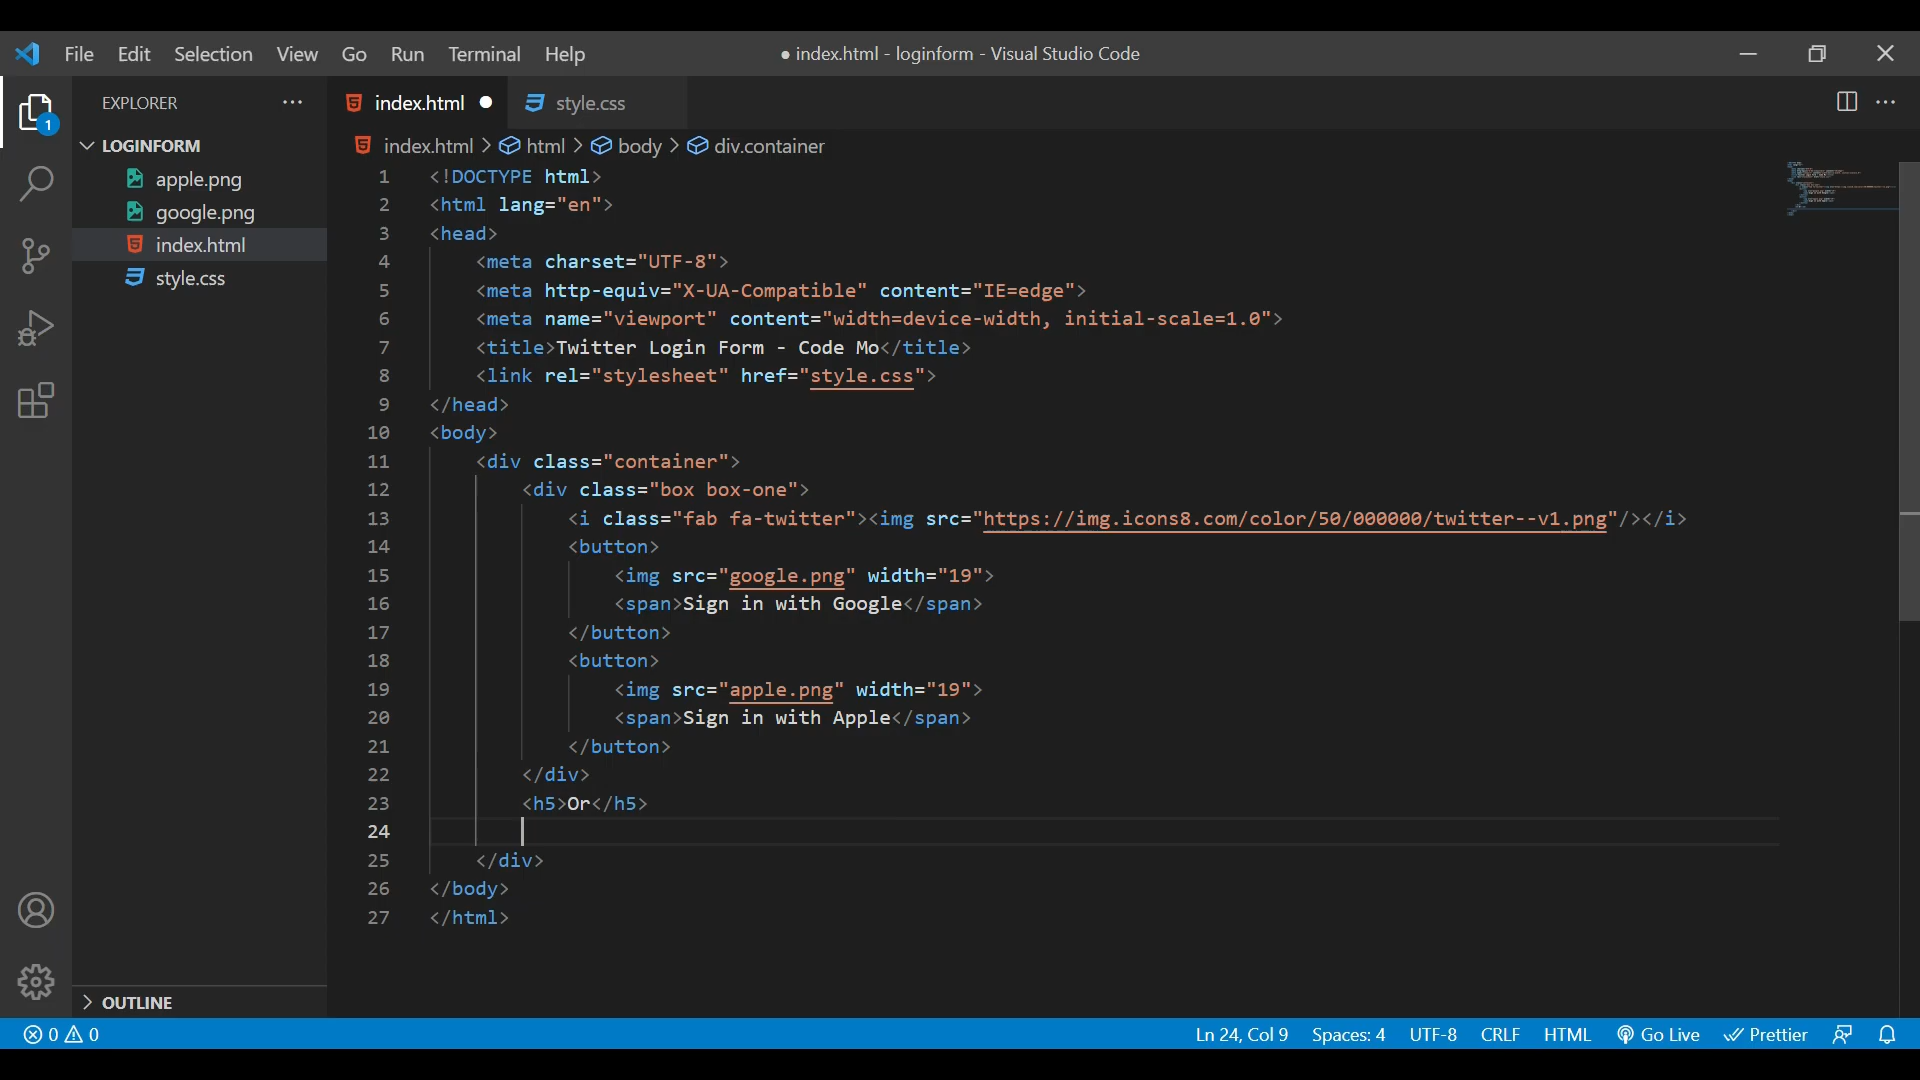 File Edit Selection View Go Run Terminal Help
● index.html - loginform - Visual Studio Code
EXPLORER
index.html
style.css
1
LOGINFORM
apple.png
google.png
index.html
style.css
index.html > html > body > div.container
1 <!DOCTYPE html>
2 <html lang="en">
3 <head>
4 <meta charset="UTF-8">
5 <meta http-equiv="X-UA-Compatible" content="IE=edge">
6 <meta name="viewport" content="width=device-width, initial-scale=1.0">
7 <title>Twitter Login Form - Code Mo</title>
8 <link rel="stylesheet" href="style.css">
9 </head>
10 <body>
11 <div class="container">
12 <div class="box box-one">
13 <i class="fab fa-twitter"><img src="https://img.icons8.com/color/50/000000/twitter--v1.png"/></i>
14 <button>
15 <img src="google.png" width="19">
16 <span>Sign in with Google</span>
17 </button>
18 <button>
19 <img src="apple.png" width="19">
20 <span>Sign in with Apple</span>
21 </button>
22 </div>
23 <h5>Or</h5>
24
25 </div>
26 </body>
27 </html>
OUTLINE
0 0
Ln 24, Col 9 Spaces: 4 UTF-8 CRLF HTML Go Live Prettier